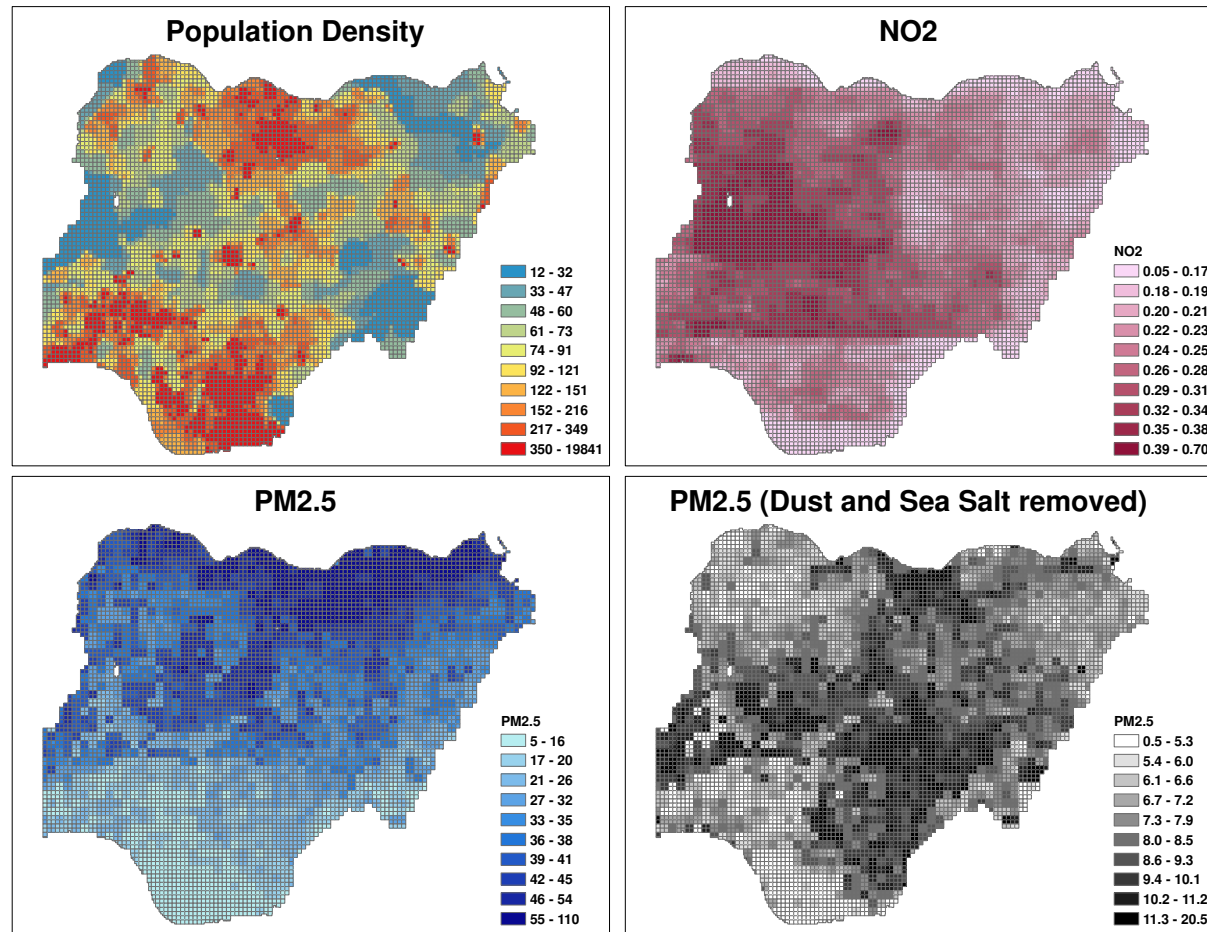 Population Density
12 - 32
33 - 47
48 - 60
61 - 73
74 - 91
92 - 121
122 - 151
152 - 216
217 - 349
350 - 19841
NO2
NO2
0.05 - 0.17
0.18 - 0.19
0.20 - 0.21
0.22 - 0.23
0.24 - 0.25
0.26 - 0.28
0.29 - 0.31
0.32 - 0.34
0.35 - 0.38
0.39 - 0.70
PM2.5
PM2.5
5 - 16
17 - 20
21 - 26
27 - 32
33 - 35
36 - 38
39 - 41
42 - 45
46 - 54
55 - 110
PM2.5 (Dust and Sea Salt removed)
PM2.5
0.5 - 5.3
5.4 - 6.0
6.1 - 6.6
6.7 - 7.2
7.3 - 7.9
8.0 - 8.5
8.6 - 9.3
9.4 - 10.1
10.2 - 11.2
11.3 - 20.5